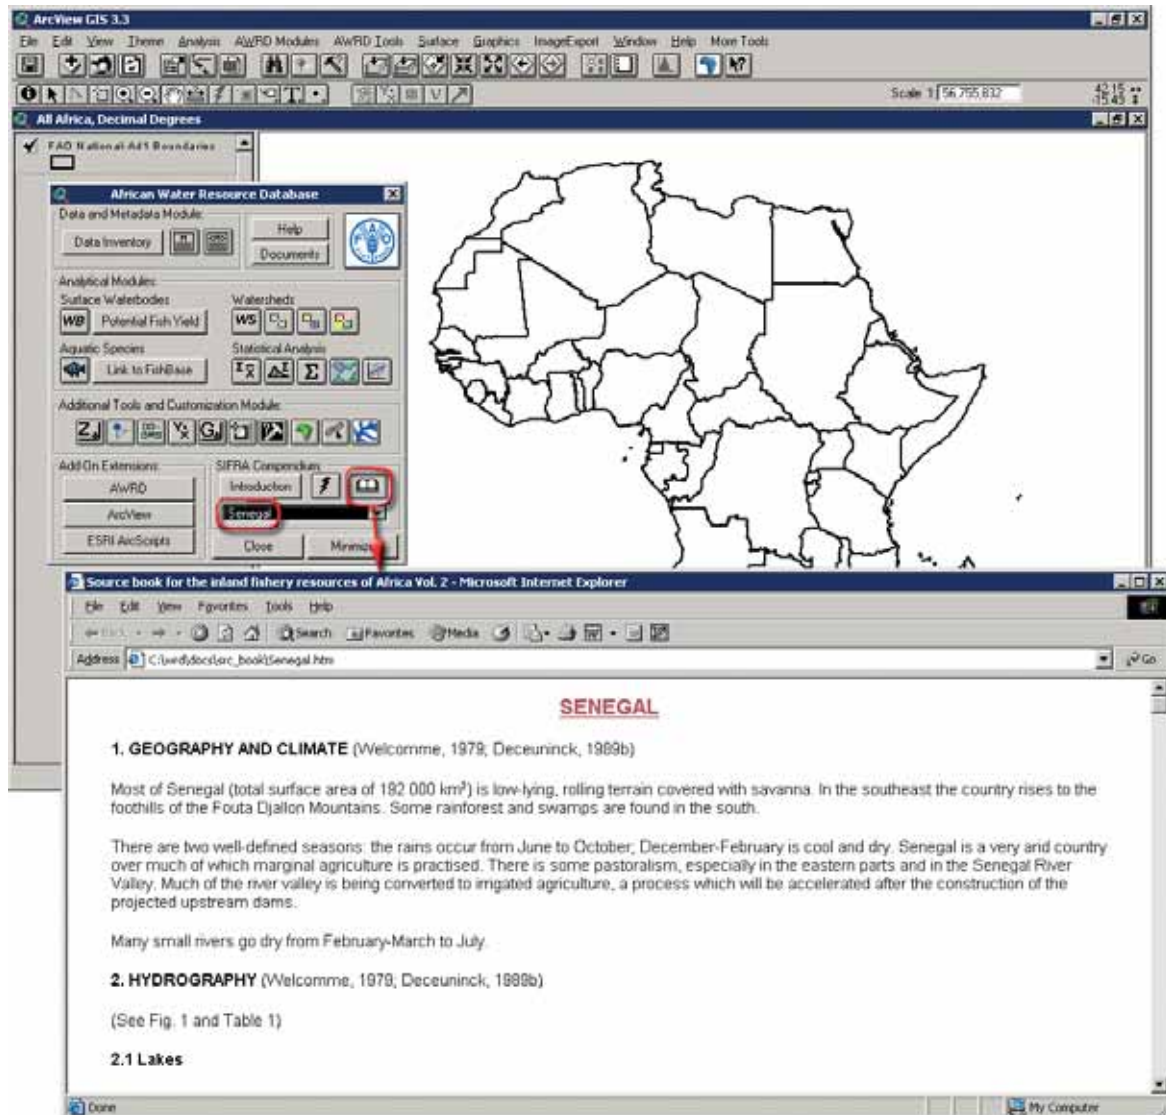 ArcView GIS 3.3
File Edit View Theme Analysis AWRD Modules AWRD Tools Surface Graphics ImageExport Window Help More Tools
Scale 1: 56,755,832
42.15
-15.45
All Africa, Decimal Degrees
FAO National Boundaries
African Water Resource Database
Data and Metadata Module:
Data Inventory
Help
Documents
Analytical Modules:
Surface Waterbodies
Watersheds
WB
Potential Fish Yield
WS
Aquatic Species
Statistical Analysis
Link to FishBase
Additional Tools and Customization Module:
Add-On Extensions
SIFRA Compendium
AWRD
Introduction
ArcView
Senegal
ESRI ArcScripts
Close
Source book for the inland fishery resources of Africa Vol. 2 - Microsoft Internet Explorer
File Edit View Favorites Tools Help
Search Favorites Media
Address C:\awrd\docs\src_book\Senegal.htm
Go
SENEGAL
1. GEOGRAPHY AND CLIMATE (Welcomme, 1979; Deceuninck, 1989b)
Most of Senegal (total surface area of 192 000 km²) is low-lying, rolling terrain covered with savanna. In the southeast the country rises to the
foothills of the Fouta Djallon Mountains. Some rainforest and swamps are found in the south.
There are two well-defined seasons: the rains occur from June to October; December-February is cool and dry. Senegal is a very arid country
over much of which marginal agriculture is practised. There is some pastoralism, especially in the eastern parts and in the Senegal River
Valley. Much of the river valley is being converted to irrigated agriculture, a process which will be accelerated after the construction of the
projected upstream dams.
Many small rivers go dry from February-March to July.
2. HYDROGRAPHY (Welcomme, 1979; Deceuninck, 1989b)
(See Fig. 1 and Table 1)
2.1 Lakes
Done
My Computer